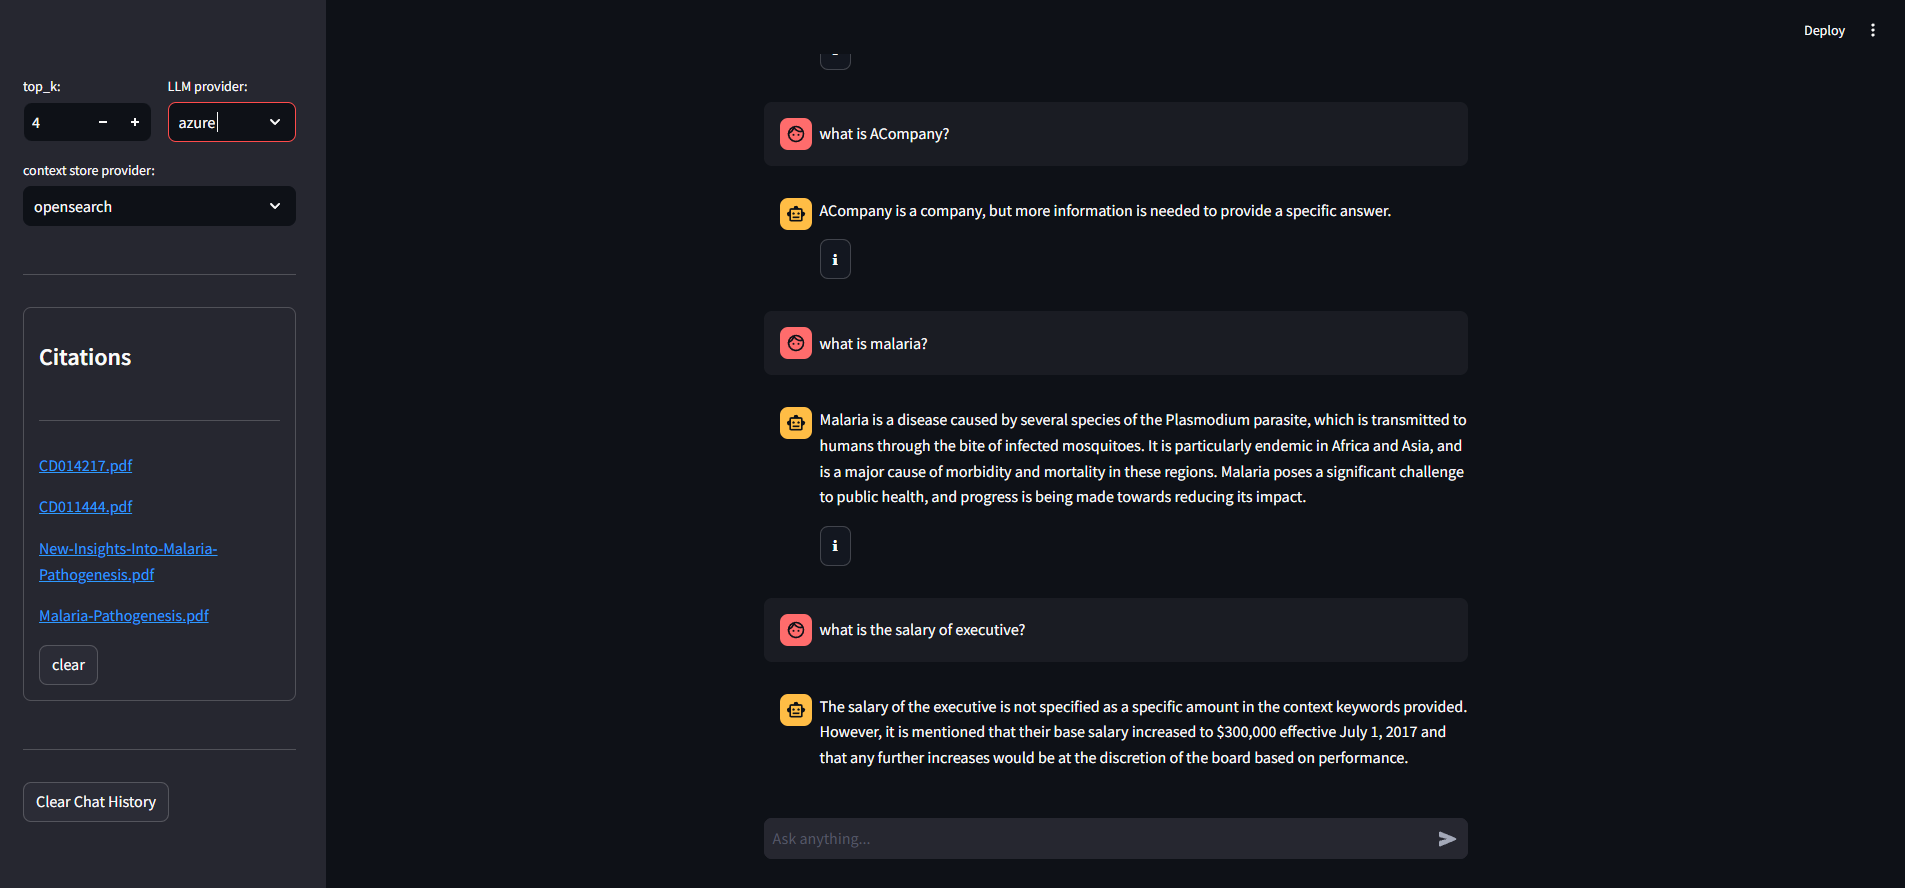 Deploy
top_k:
LLM provider:
4
azure
context store provider:
opensearch
Citations
CD014217.pdf
CD011444.pdf
New-Insights-Into-Malaria-
Pathogenesis.pdf
Malaria-Pathogenesis.pdf
clear
Clear Chat History
what is ACompany?
ACompany is a company, but more information is needed to provide a specific answer.
i
what is malaria?
Malaria is a disease caused by several species of the Plasmodium parasite, which is transmitted to
humans through the bite of infected mosquitoes. It is particularly endemic in Africa and Asia, and
is a major cause of morbidity and mortality in these regions. Malaria poses a significant challenge
to public health, and progress is being made towards reducing its impact.
i
what is the salary of executive?
The salary of the executive is not specified as a specific amount in the context keywords provided.
However, it is mentioned that their base salary increased to $300,000 effective July 1, 2017 and
that any further increases would be at the discretion of the board based on performance.
Ask anything...